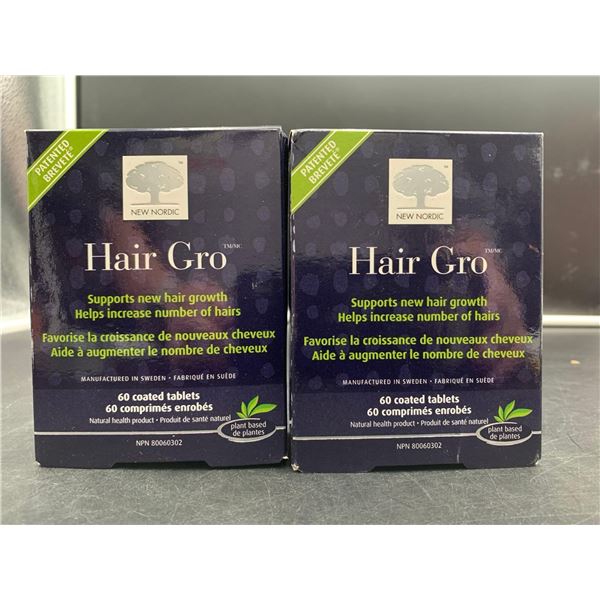 PATENTED
BREVETÉ®
™
NEW NORDIC
Hair Gro TM/MC
Supports new hair growth
Helps increase number of hairs
Favorise la croissance de nouveaux cheveux
Aide à augmenter le nombre de cheveux
MANUFACTURED IN SWEDEN • FABRIQUÉ EN SUÈDE
60 coated tablets
60 comprimés enrobés
Natural health product • Produit de santé naturel
plant based
de plantes
NPN 80060302
PATENTED
BREVETÉ®
™
NEW NORDIC
Hair Gro TM/MC
Supports new hair growth
Helps increase number of hairs
Favorise la croissance de nouveaux cheveux
Aide à augmenter le nombre de cheveux
MANUFACTURED IN SWEDEN • FABRIQUÉ EN SUÈDE
60 coated tablets
60 comprimés enrobés
Natural health product • Produit de santé naturel
plant based
de plantes
NPN 80060302